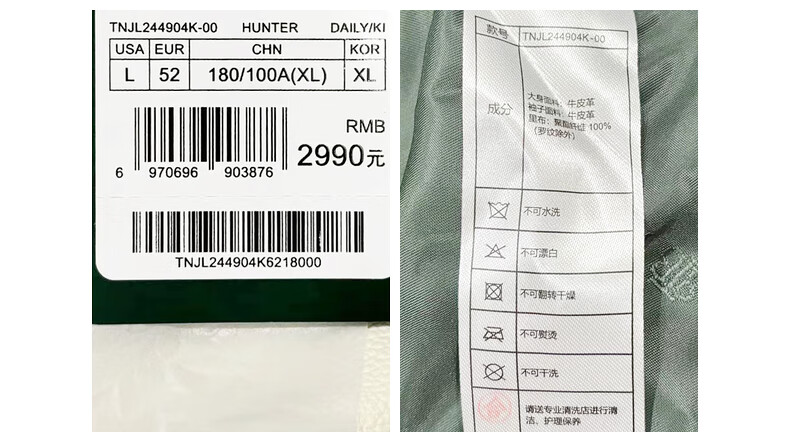 TNJL244904K-00 HUNTER DAILY/KI
USA EUR CHN KOR
L 52 180/100A(XL) XL
RMB
2990元
6 970696 903876
TNJL244904K6218000
款号 TNJL244904K-00
成分
大身面料：牛皮革
袖子面料：牛皮革
里布：聚酯纤维 100%
（罗纹除外）
不可水洗
不可漂白
不可翻转干燥
不可熨烫
不可干洗
请送专业清洗店进行清
洁、护理保养